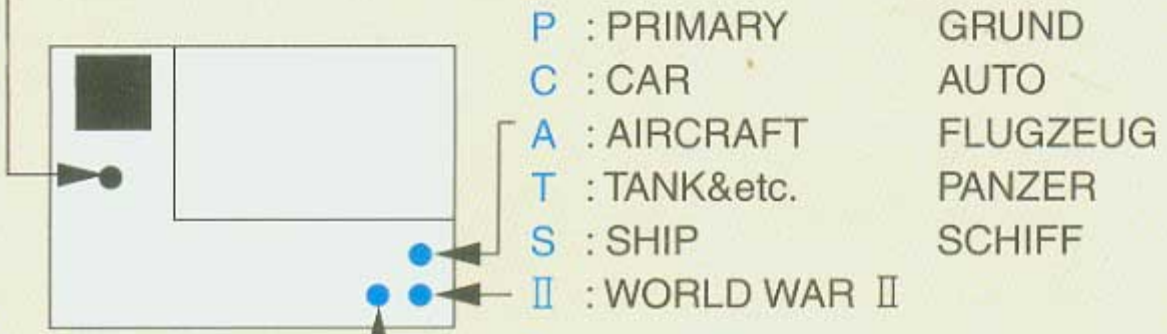 P : PRIMARY GRUND
C : CAR AUTO
A : AIRCRAFT FLUGZEUG
T : TANK&etc. PANZER
S : SHIP SCHIFF
II : WORLD WAR II